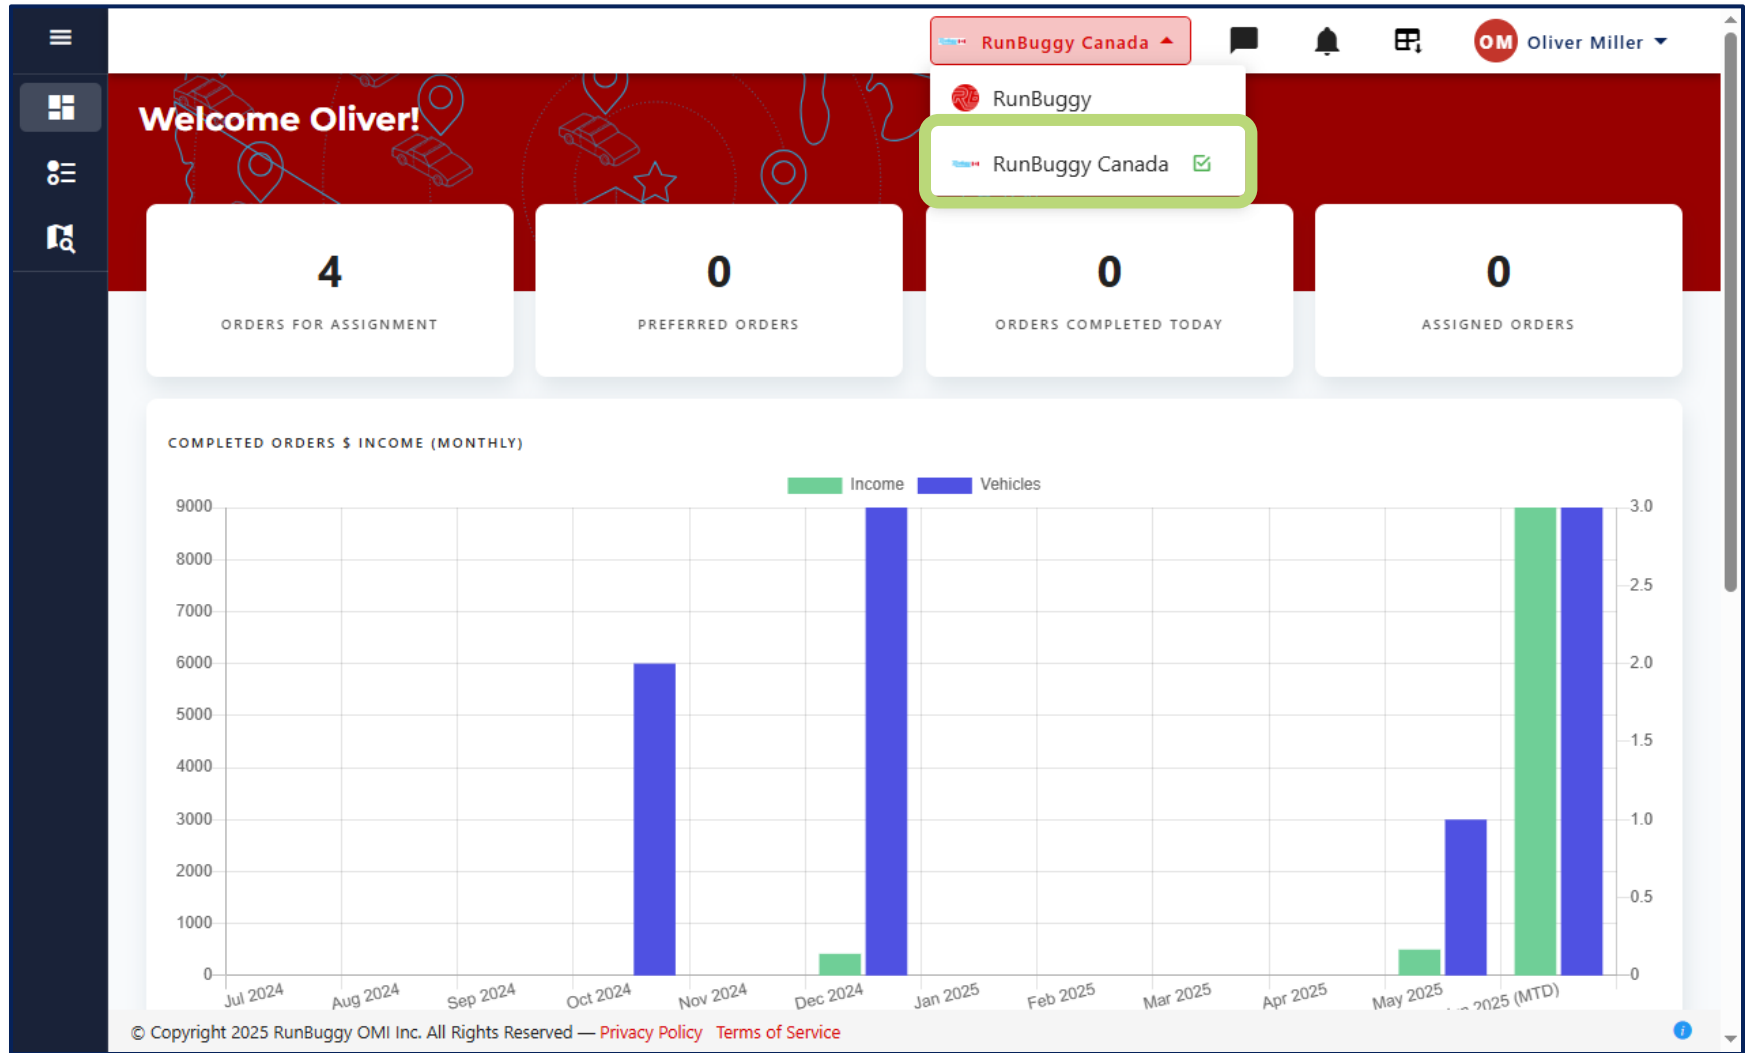 RunBuggy Canada
OM Oliver Miller
RunBuggy
RunBuggy Canada
Welcome Oliver!
4
ORDERS FOR ASSIGNMENT
0
PREFERRED ORDERS
0
ORDERS COMPLETED TODAY
0
ASSIGNED ORDERS
COMPLETED ORDERS $ INCOME (MONTHLY)
Income Vehicles
9000
8000
7000
6000
5000
4000
3000
2000
1000
0
3.0
2.5
2.0
1.5
1.0
0.5
0
Jul 2024 Aug 2024 Sep 2024 Oct 2024 Nov 2024 Dec 2024 Jan 2025 Feb 2025 Mar 2025 Apr 2025 May 2025 2025 (MTD)
© Copyright 2025 RunBuggy OMI Inc. All Rights Reserved — Privacy Policy Terms of Service